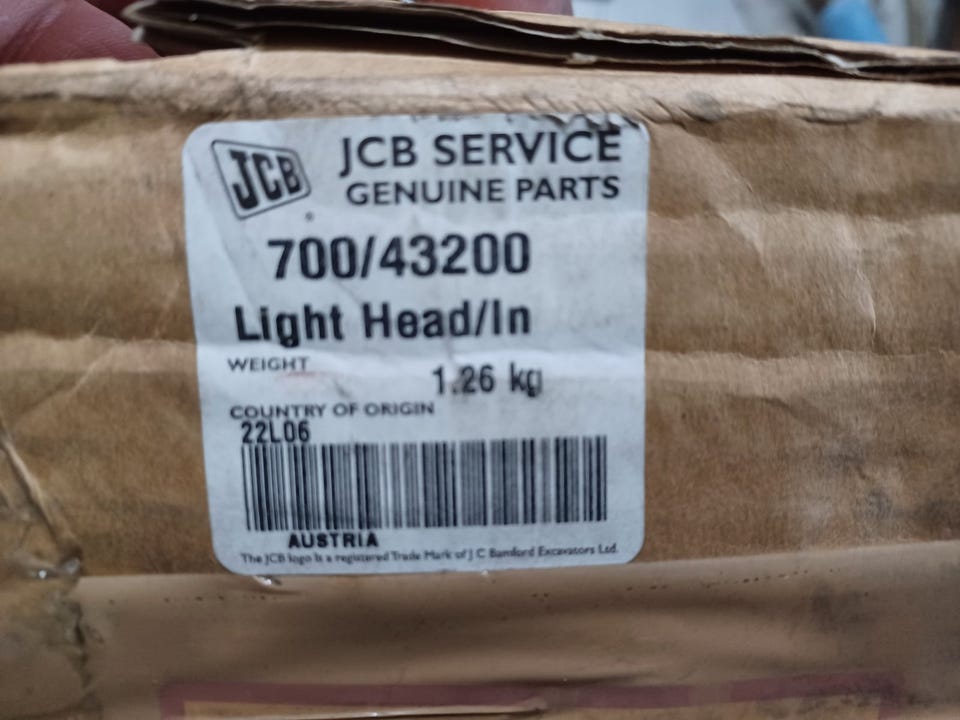 JCB
JCB SERVICE
GENUINE PARTS
700/43200
Light Head/In
WEIGHT
1.26 kg
COUNTRY OF ORIGIN
22L06
AUSTRIA
The JCB logo is a registered Trade Mark of J C Bamford Excavators Ltd.